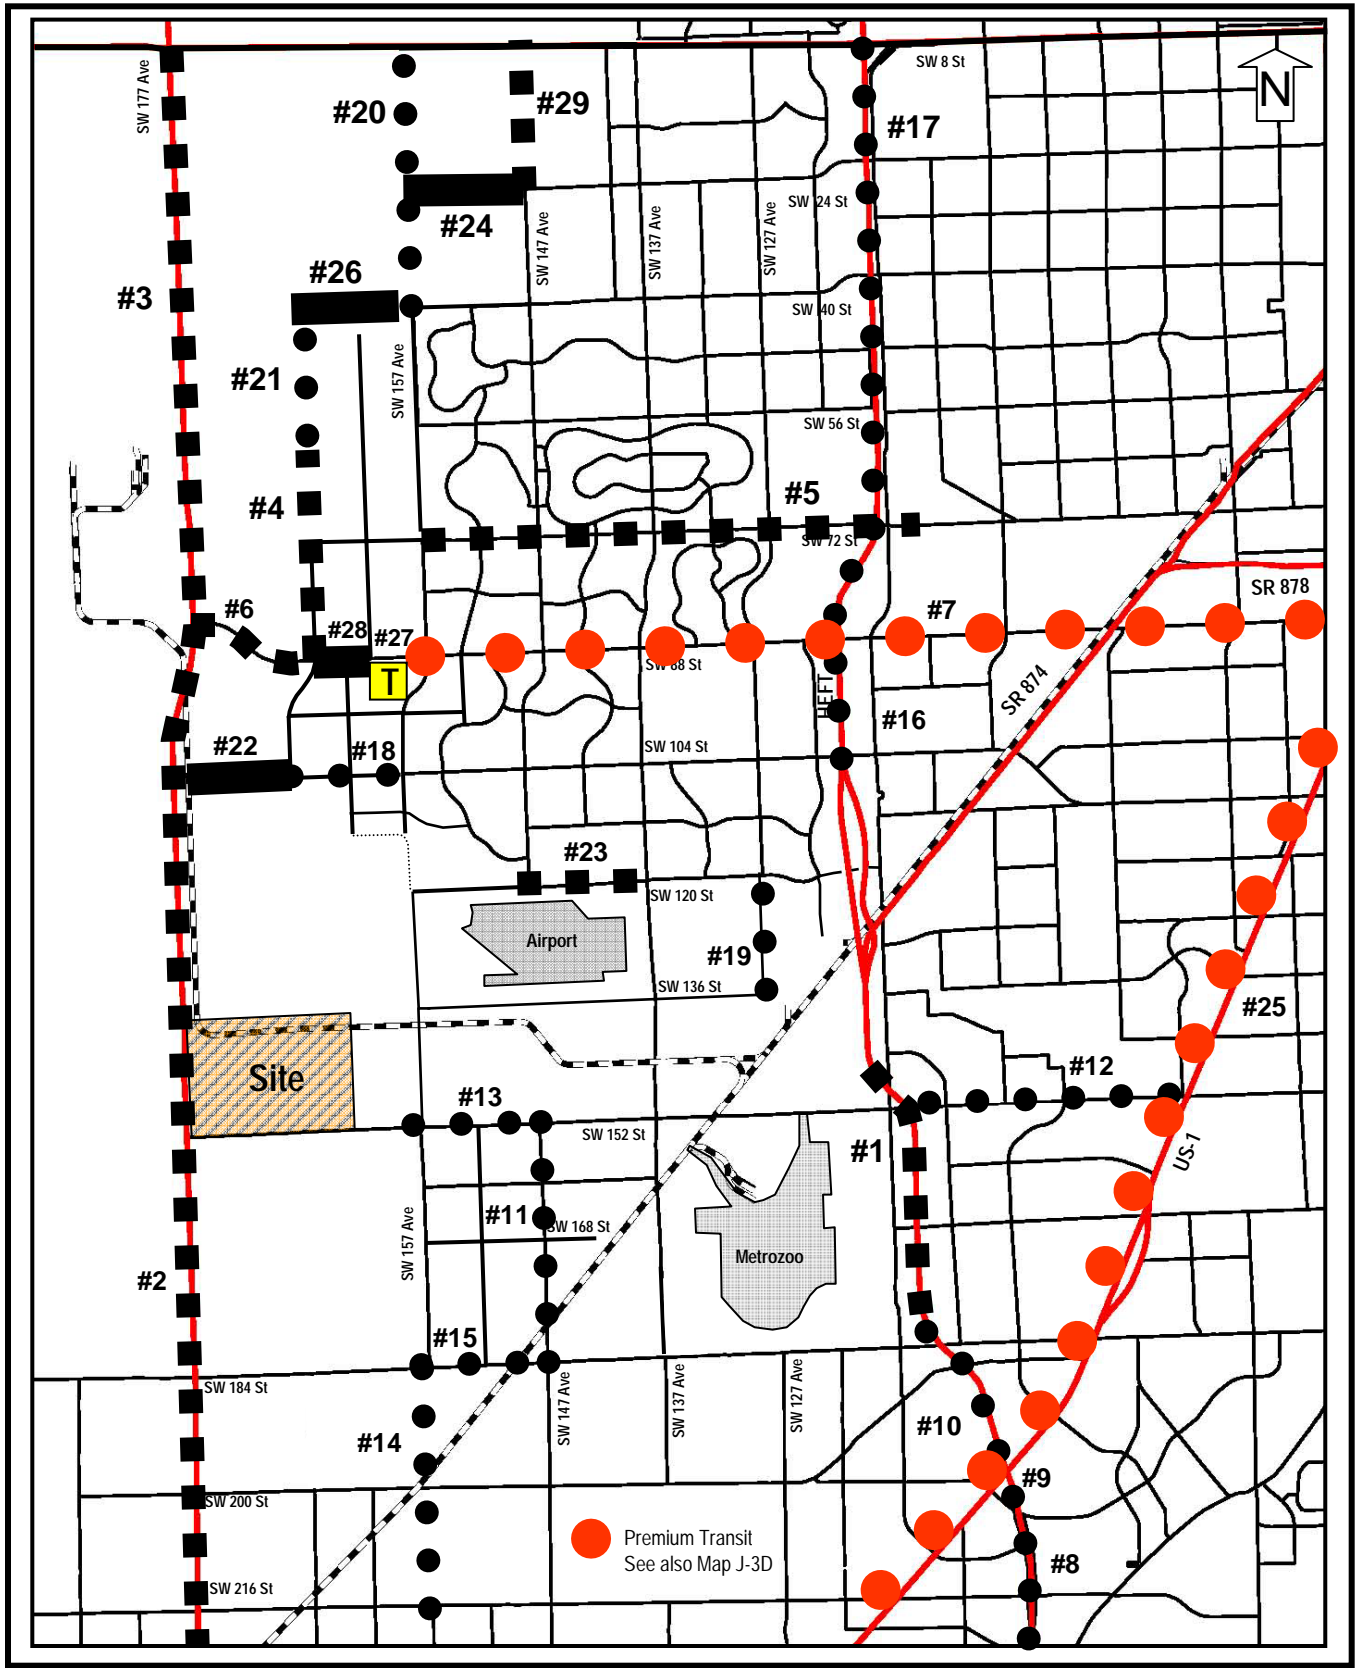 SW 8 St
N
SW 177 Ave
#20
#29
#17
#24
SW 24 St
SW 147 Ave
SW 137 Ave
SW 127 Ave
#26
#3
SW 40 St
#21
SW 157 Ave
SW 56 St
#4
#5
SW 72 St
SR 878
#6
#7
#28
#27
T
SW 88 St
HEFT
SR 874
#16
#22
#18
SW 104 St
#23
SW 120 St
Airport
#19
SW 136 St
#25
Site
#12
#13
SW 152 St
#1
US-1
#11
SW 168 St
SW 157 Ave
Metrozoo
#2
#15
SW 184 St
SW 147 Ave
SW 137 Ave
SW 127 Ave
#10
#14
#9
SW 200 St
Premium Transit
See also Map J-3D
#8
SW 216 St